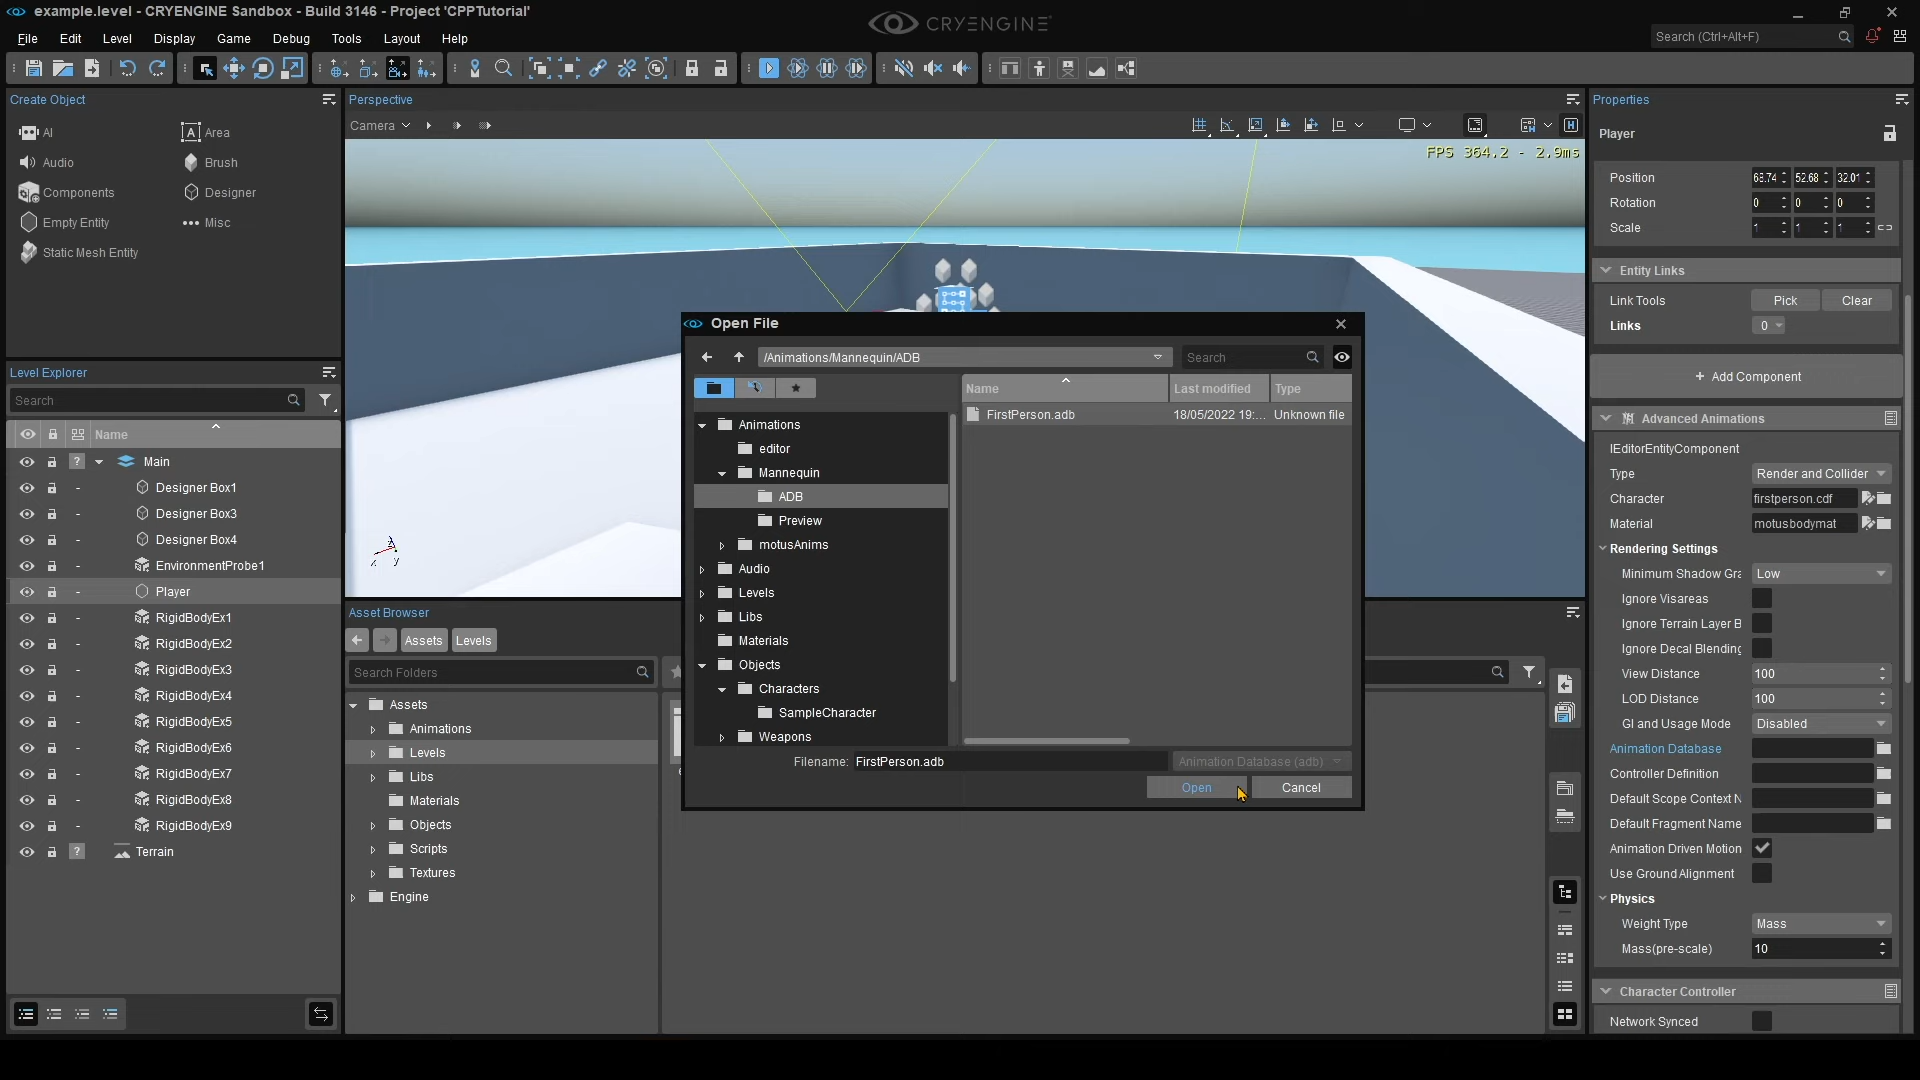 example.level - CRYENGINE Sandbox - Build 3146 - Project 'CPPTutorial'
CRYENGINE
File Edit Level Display Game Debug Tools Layout Help
Search (Ctrl+Alt+F)
Create Object
AI
Area
Audio
Brush
Components
Designer
Empty Entity
Misc
Static Mesh Entity
Level Explorer
Search
Name
Main
Designer Box1
Designer Box3
Designer Box4
EnvironmentProbe1
Player
RigidBodyEx1
RigidBodyEx2
RigidBodyEx3
RigidBodyEx4
RigidBodyEx5
RigidBodyEx6
RigidBodyEx7
RigidBodyEx8
RigidBodyEx9
Terrain
Perspective
Camera
FPS 364.2 - 2.9ms
Asset Browser
Assets Levels
Search Folders
Assets
Animations
Levels
Libs
Materials
Objects
Scripts
Textures
Engine
Open File
/Animations/Mannequin/ADB
Search
Animations
editor
Mannequin
ADB
Preview
motusAnims
Audio
Levels
Libs
Materials
Objects
Characters
SampleCharacter
Weapons
Name Last modified Type
FirstPerson.adb 18/05/2022 19:... Unknown file
Filename: FirstPerson.adb Animation Database (adb)
Open Cancel
Properties
Player
Position 68.74 52.68 32.01
Rotation 0 0 0
Scale 1 1 1
Entity Links
Link Tools Pick Clear
Links 0
+ Add Component
Advanced Animations
IEditorEntityComponent
Type Render and Collider
Character firstperson.cdf
Material motusbodymat
Rendering Settings
Minimum Shadow Gra Low
Ignore Visareas
Ignore Terrain Layer B
Ignore Decal Blending
View Distance 100
LOD Distance 100
GI and Usage Mode Disabled
Animation Database
Controller Definition
Default Scope Context N
Default Fragment Name
Animation Driven Motion
Use Ground Alignment
Physics
Weight Type Mass
Mass(pre-scale) 10
Character Controller
Network Synced